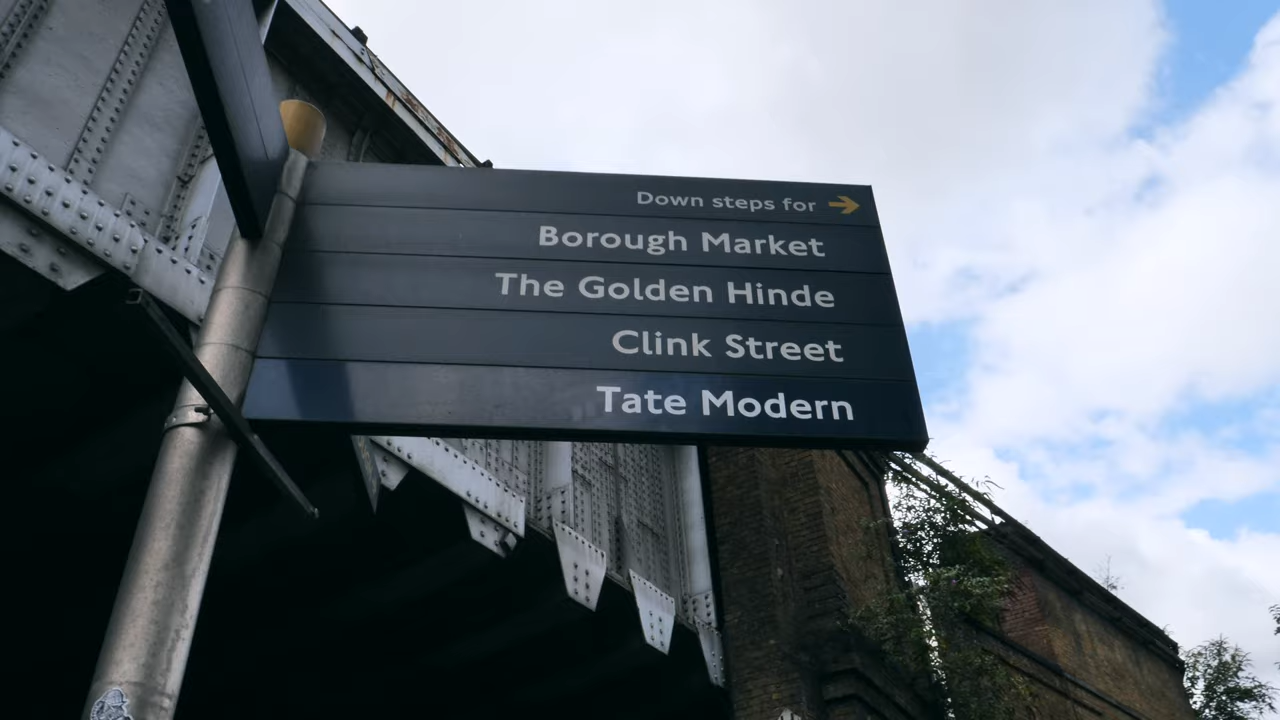 Down steps for →
Borough Market
The Golden Hinde
Clink Street
Tate Modern